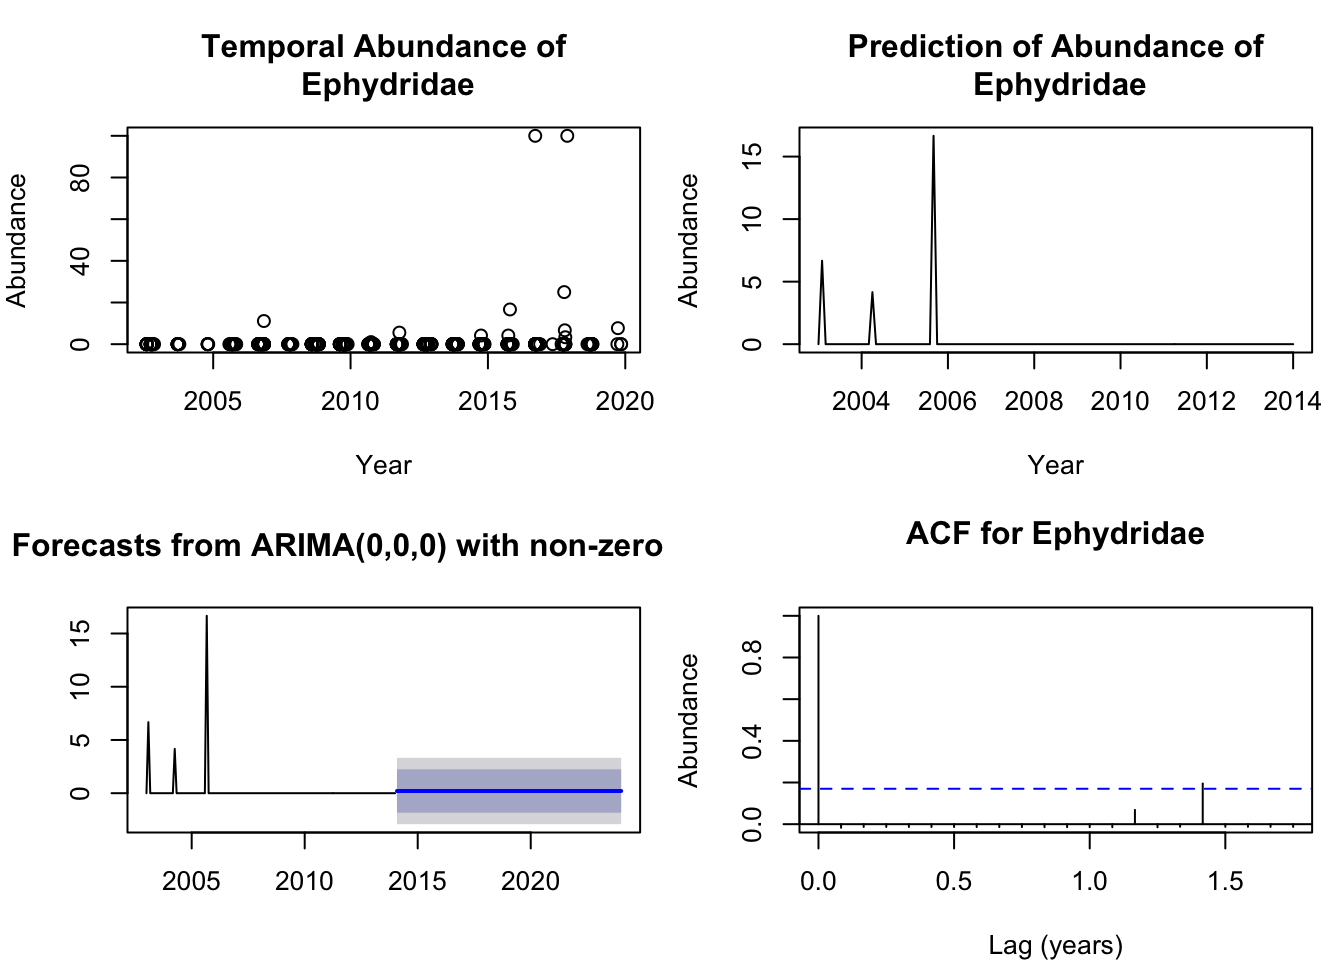 Temporal Abundance of
Ephydridae
Abundance
80
40
0
2005 2010 2015 2020
Year
Prediction of Abundance of
Ephydridae
Abundance
15
10
5
0
2004 2006 2008 2010 2012 2014
Year
Forecasts from ARIMA(0,0,0) with non-zero
15
10
5
0
2005 2010 2015 2020
ACF for Ephydridae
Abundance
0.8
0.4
0.0
0.0 0.5 1.0 1.5
Lag (years)